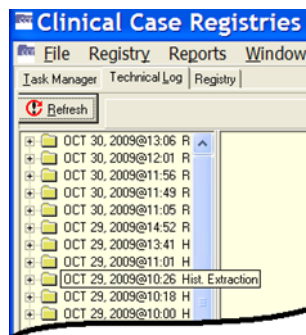 Clinical Case Registries
File Registry Reports Window
Task Manager Technical Log Registry
Refresh
OCT 30, 2009@13:06 R
OCT 30, 2009@12:01 R
OCT 30, 2009@11:56 R
OCT 30, 2009@11:49 R
OCT 30, 2009@11:05 R
OCT 29, 2009@14:52 R
OCT 29, 2009@13:41 H
OCT 29, 2009@11:01 H
OCT 29, 2009@10:26 Hist. Extraction
OCT 29, 2009@10:18 H
OCT 29, 2009@10:00 H